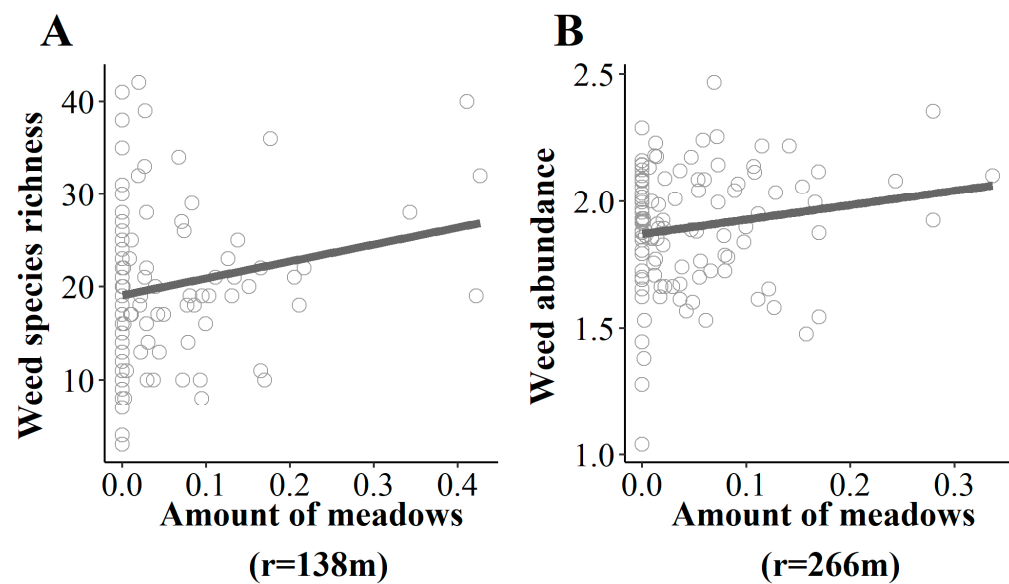 A
Weed species richness
40
30
20
10
0.0 0.1 0.2 0.3 0.4
Amount of meadows
(r=138m)
B
Weed abundance
2.5
2.0
1.5
1.0
0.0 0.1 0.2 0.3
Amount of meadows
(r=266m)